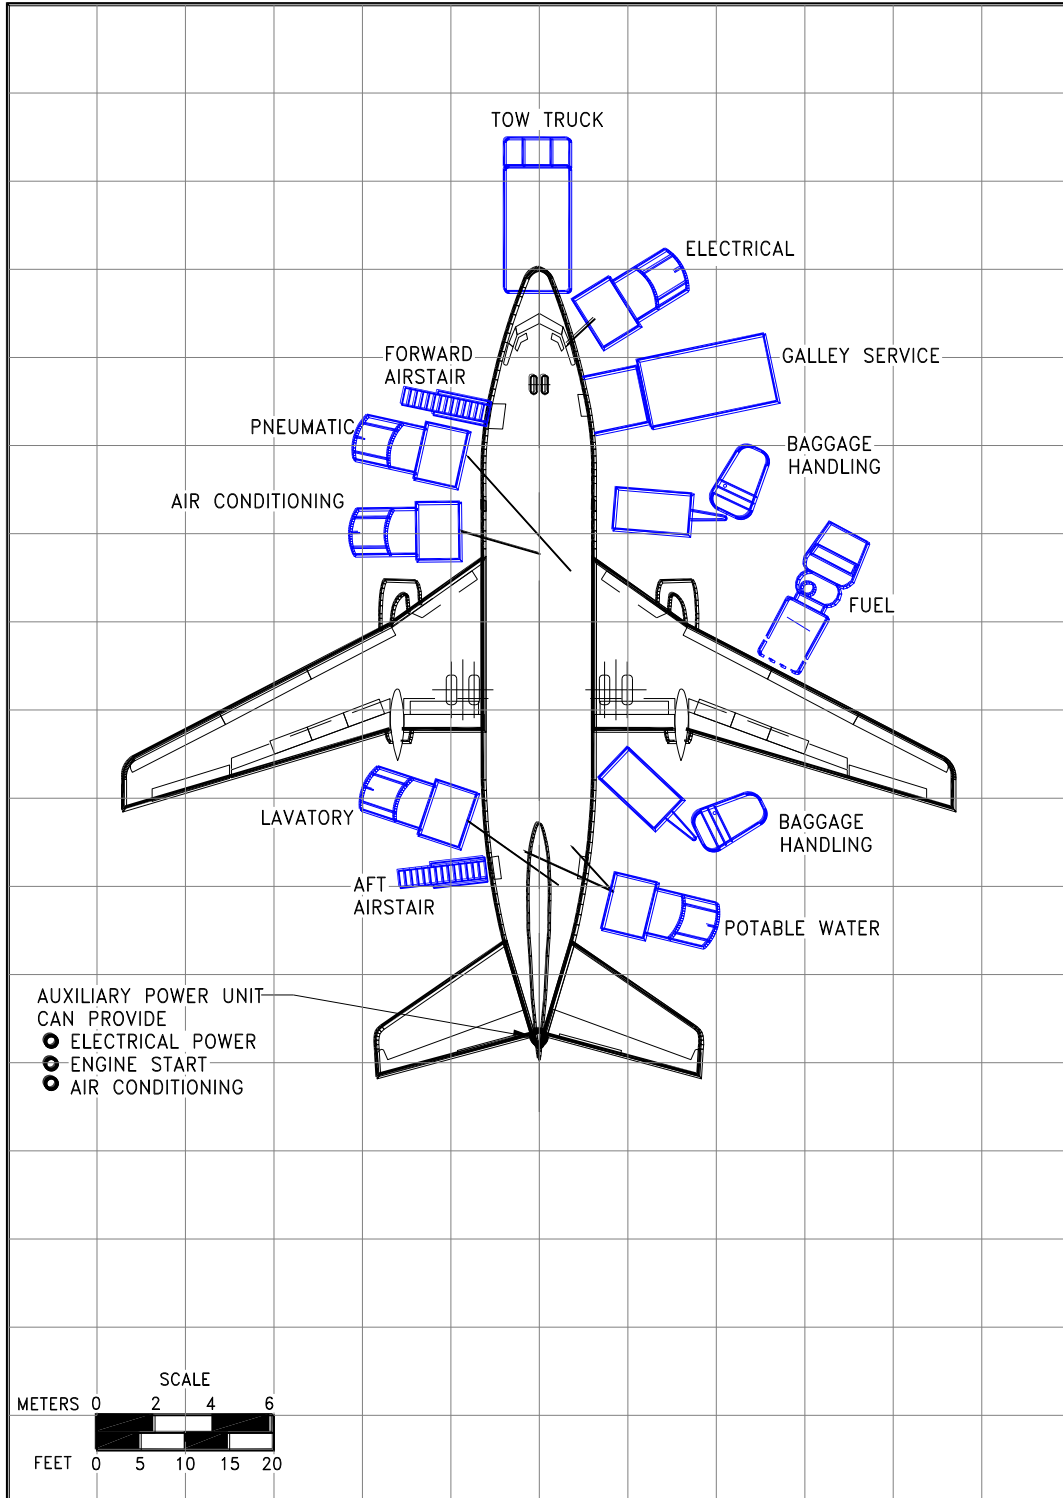 TOW TRUCK
ELECTRICAL
FORWARD
AIRSTAIR
GALLEY SERVICE
PNEUMATIC
BAGGAGE
HANDLING
AIR CONDITIONING
FUEL
LAVATORY
BAGGAGE
HANDLING
AFT
AIRSTAIR
POTABLE WATER
AUXILIARY POWER UNIT
CAN PROVIDE
ELECTRICAL POWER
ENGINE START
AIR CONDITIONING
SCALE
METERS 0 2 4 6
FEET 0 5 10 15 20